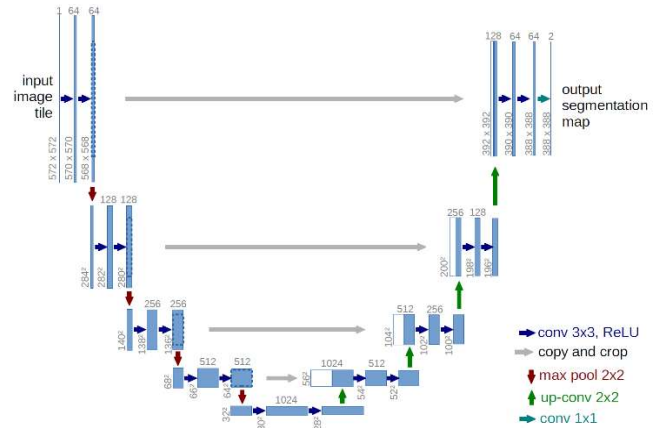 1 64 64
input
image
tile
572 x 572
570 x 570
568 x 568
128 64 64 2
output
segmentation
map
392 x 392
390 x 390
388 x 388
388 x 388
128 128
284²
282²
280²
256 128
200²
198²
196²
256 256
140²
138²
136²
512 256
104²
102²
100²
512 512
68²
66²
64²
1024 512
56²
54²
52²
1024
32²
30²
28²
conv 3x3, ReLU
copy and crop
max pool 2x2
up-conv 2x2
conv 1x1